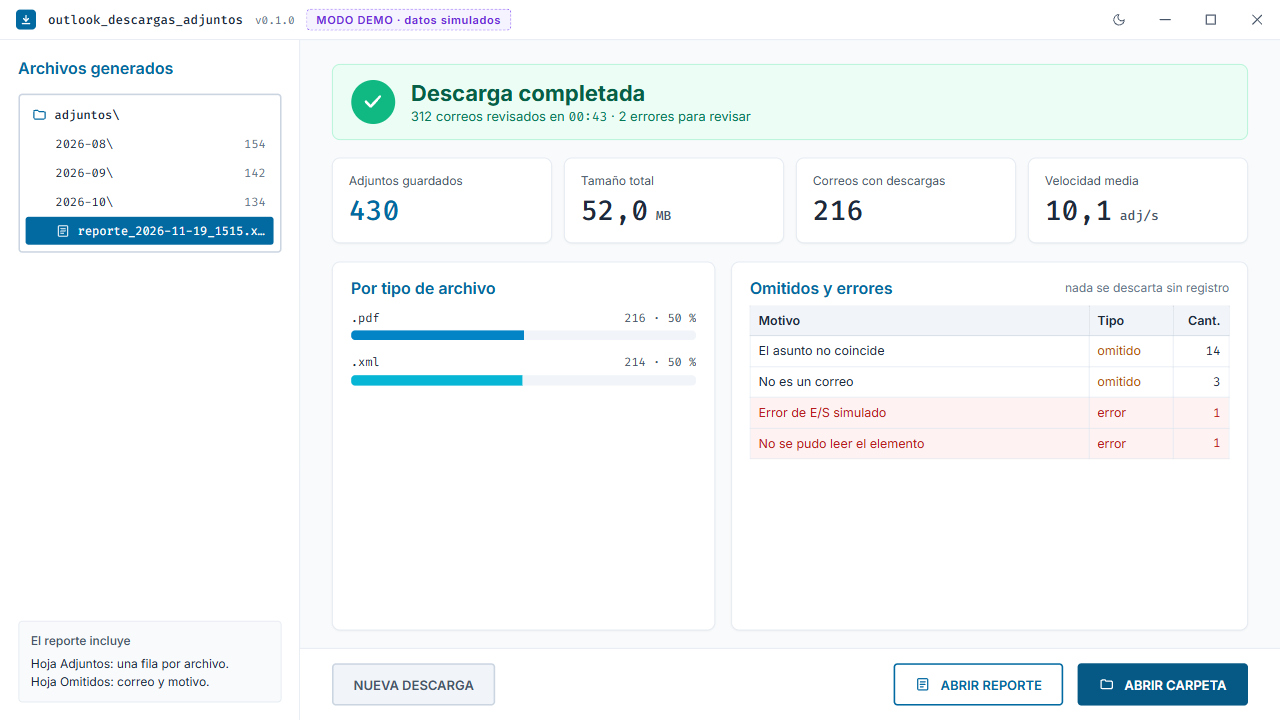 outlook_descargas_adjuntos v0.1.0 MODO DEMO · datos simulados
Archivos generados
adjuntos\
2026-08\ 154
2026-09\ 142
2026-10\ 134
reporte_2026-11-19_1515.x…
El reporte incluye
Hoja Adjuntos: una fila por archivo.
Hoja Omitidos: correo y motivo.
Descarga completada
312 correos revisados en 00:43 · 2 errores para revisar
Adjuntos guardados
430
Tamaño total
52,0 MB
Correos con descargas
216
Velocidad media
10,1 adj/s
Por tipo de archivo
.pdf 216 · 50 %
.xml 214 · 50 %
Omitidos y errores nada se descarta sin registro
Motivo Tipo Cant.
El asunto no coincide omitido 14
No es un correo omitido 3
Error de E/S simulado error 1
No se pudo leer el elemento error 1
NUEVA DESCARGA ABRIR REPORTE ABRIR CARPETA